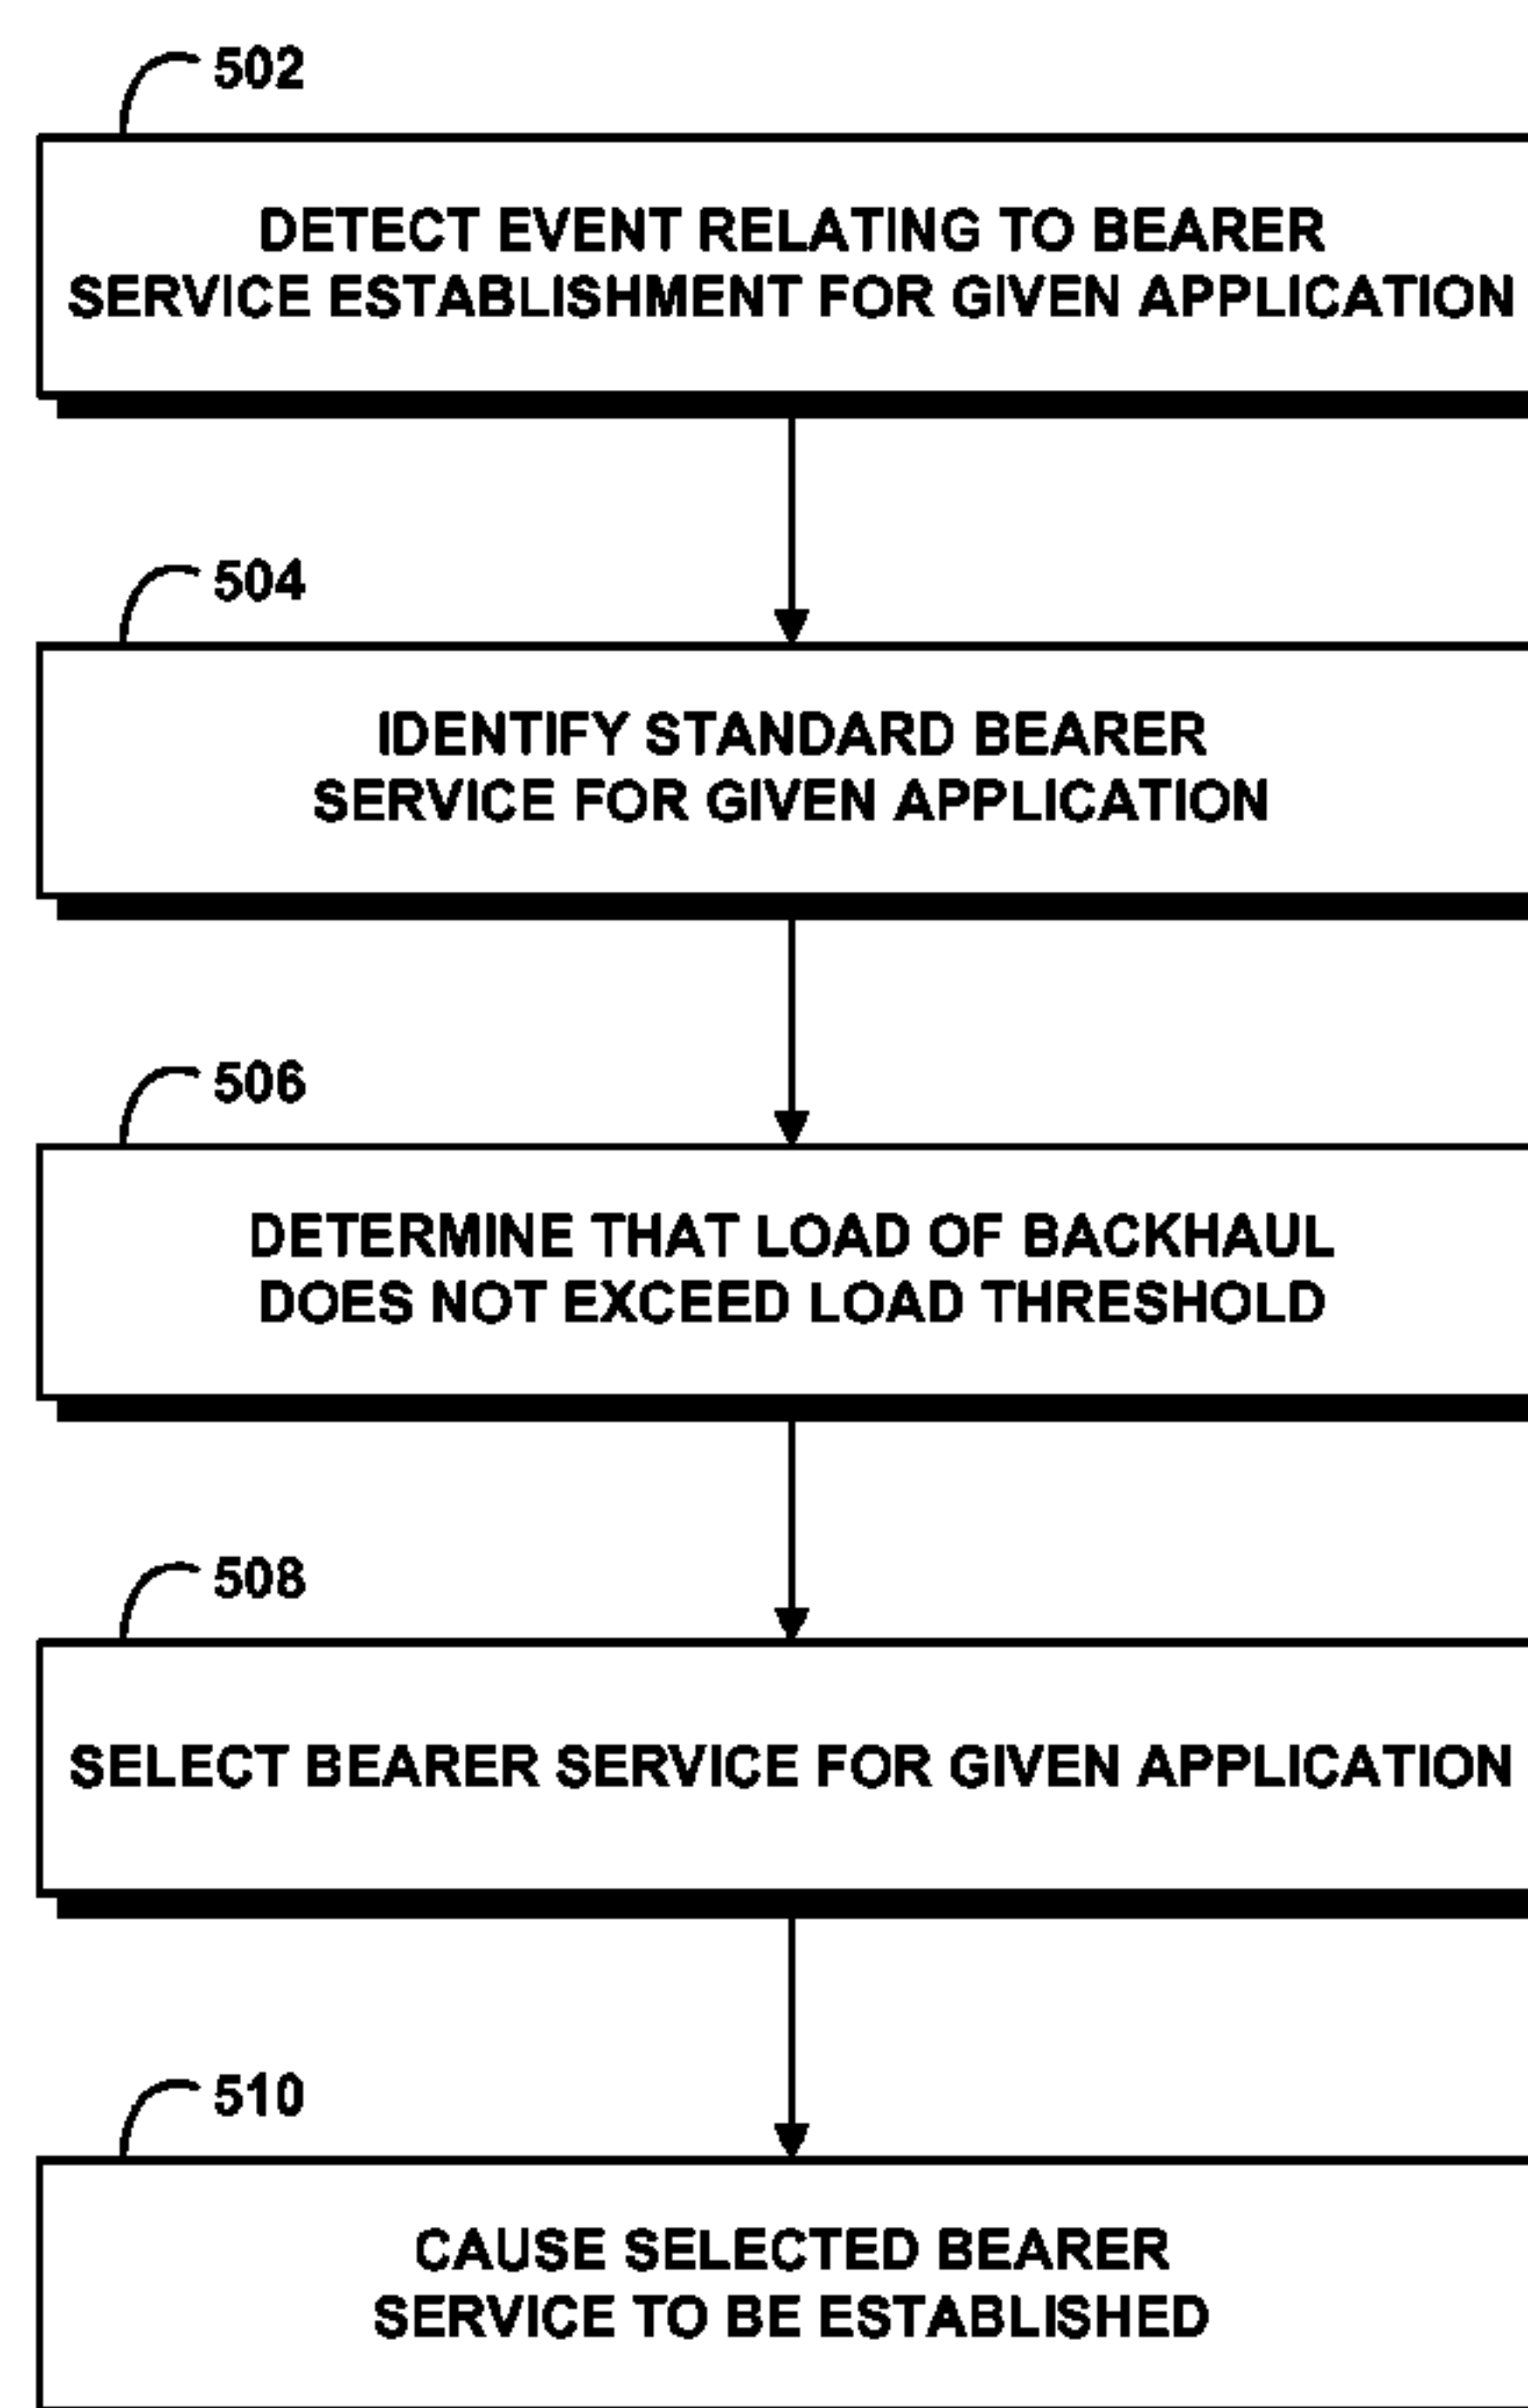 502
DETECT EVENT RELATING TO BEARER
SERVICE ESTABLISHMENT FOR GIVEN APPLICATION
504
IDENTIFY STANDARD BEARER
SERVICE FOR GIVEN APPLICATION
506
DETERMINE THAT LOAD OF BACKHAUL
DOES NOT EXCEED LOAD THRESHOLD
508
SELECT BEARER SERVICE FOR GIVEN APPLICATION
510
CAUSE SELECTED BEARER
SERVICE TO BE ESTABLISHED